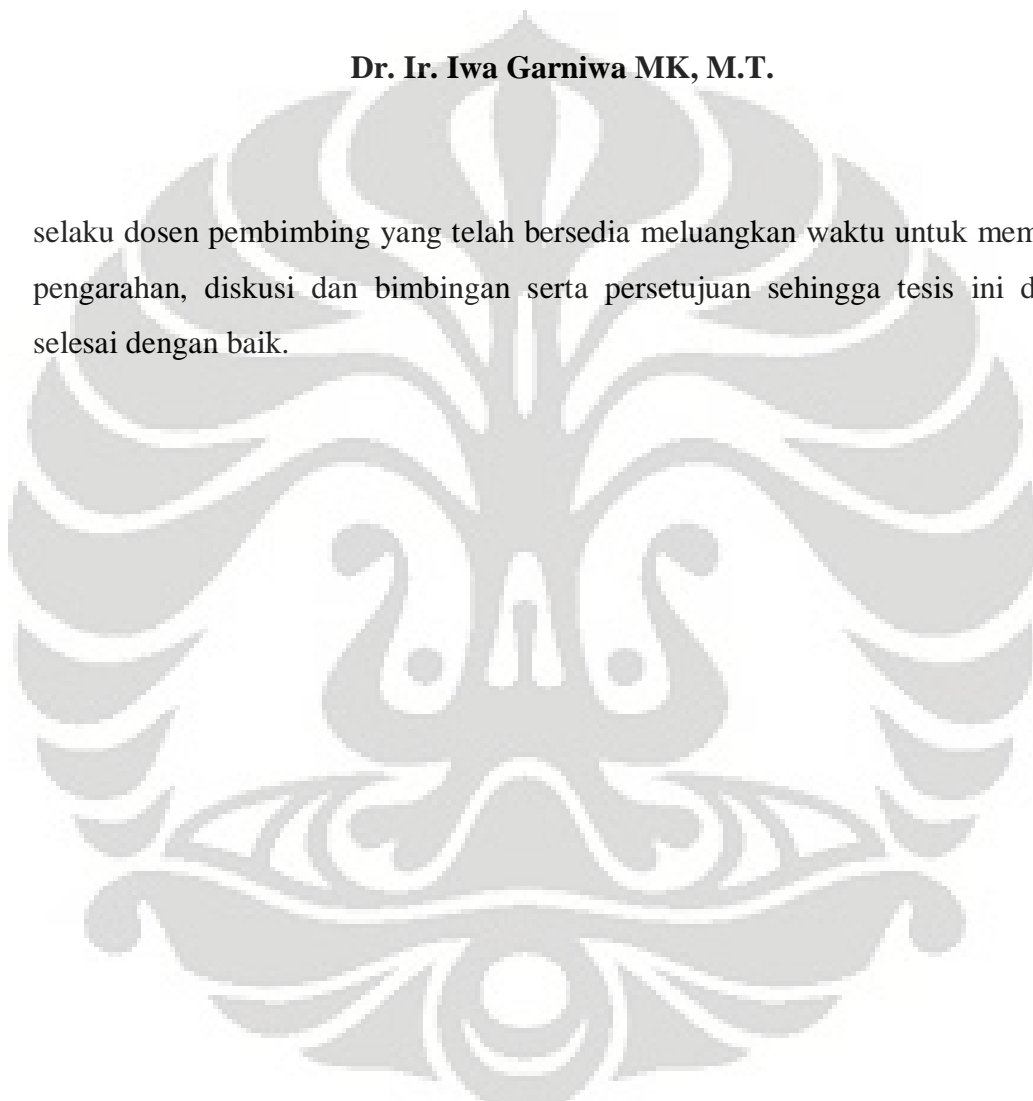 Dr. Ir. Iwa Garniwa MK, M.T.
selaku dosen pembimbing yang telah bersedia meluangkan waktu untuk mem
pengarahan, diskusi dan bimbingan serta persetujuan sehingga tesis ini d
selesai dengan baik.